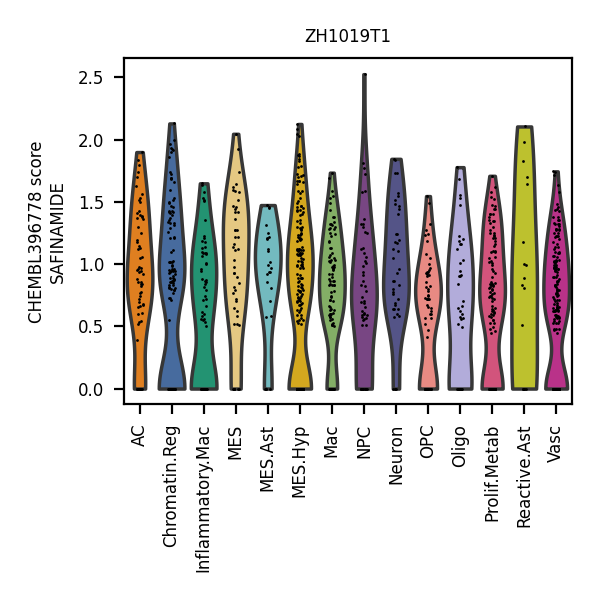 ZH1019T1
CHEMBL396778 score
SAFINAMIDE
2.5
2.0
1.5
1.0
0.5
0.0
AC
Chromatin.Reg
Inflammatory.Mac
MES
MES.Ast
MES.Hyp
Mac
NPC
Neuron
OPC
Oligo
Prolif.Metab
Reactive.Ast
Vasc